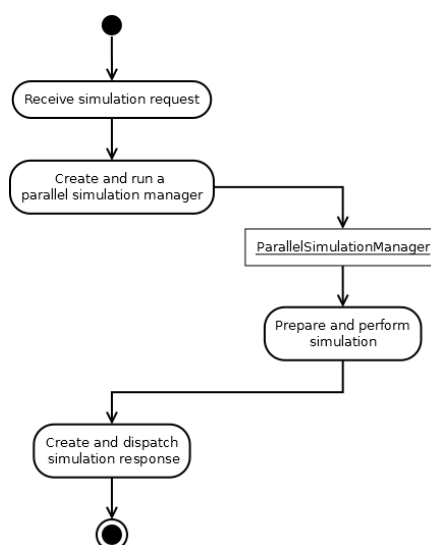 Receive simulation request
Create and run a
parallel simulation manager
ParallelSimulationManager
Prepare and perform
simulation
Create and dispatch
simulation response